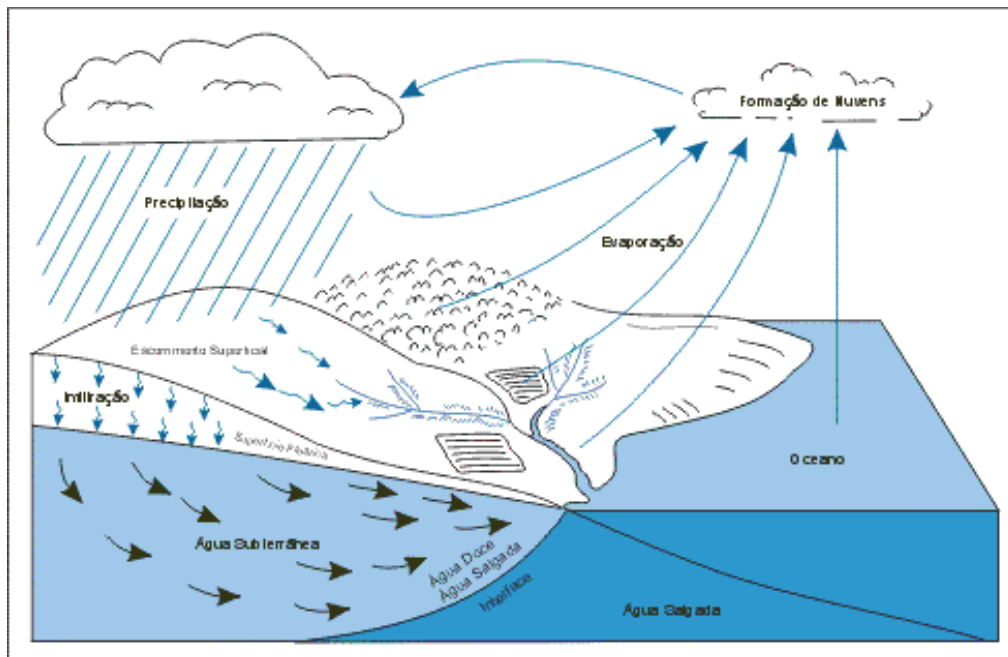 Formação de Nuvens
Precipitação
Evaporação
Escorrimento Superficial
Infiltração
Superfície Freática
Oceano
Água Subterrânea
Água Doce
Água Salgada
Interface
Água Salgada